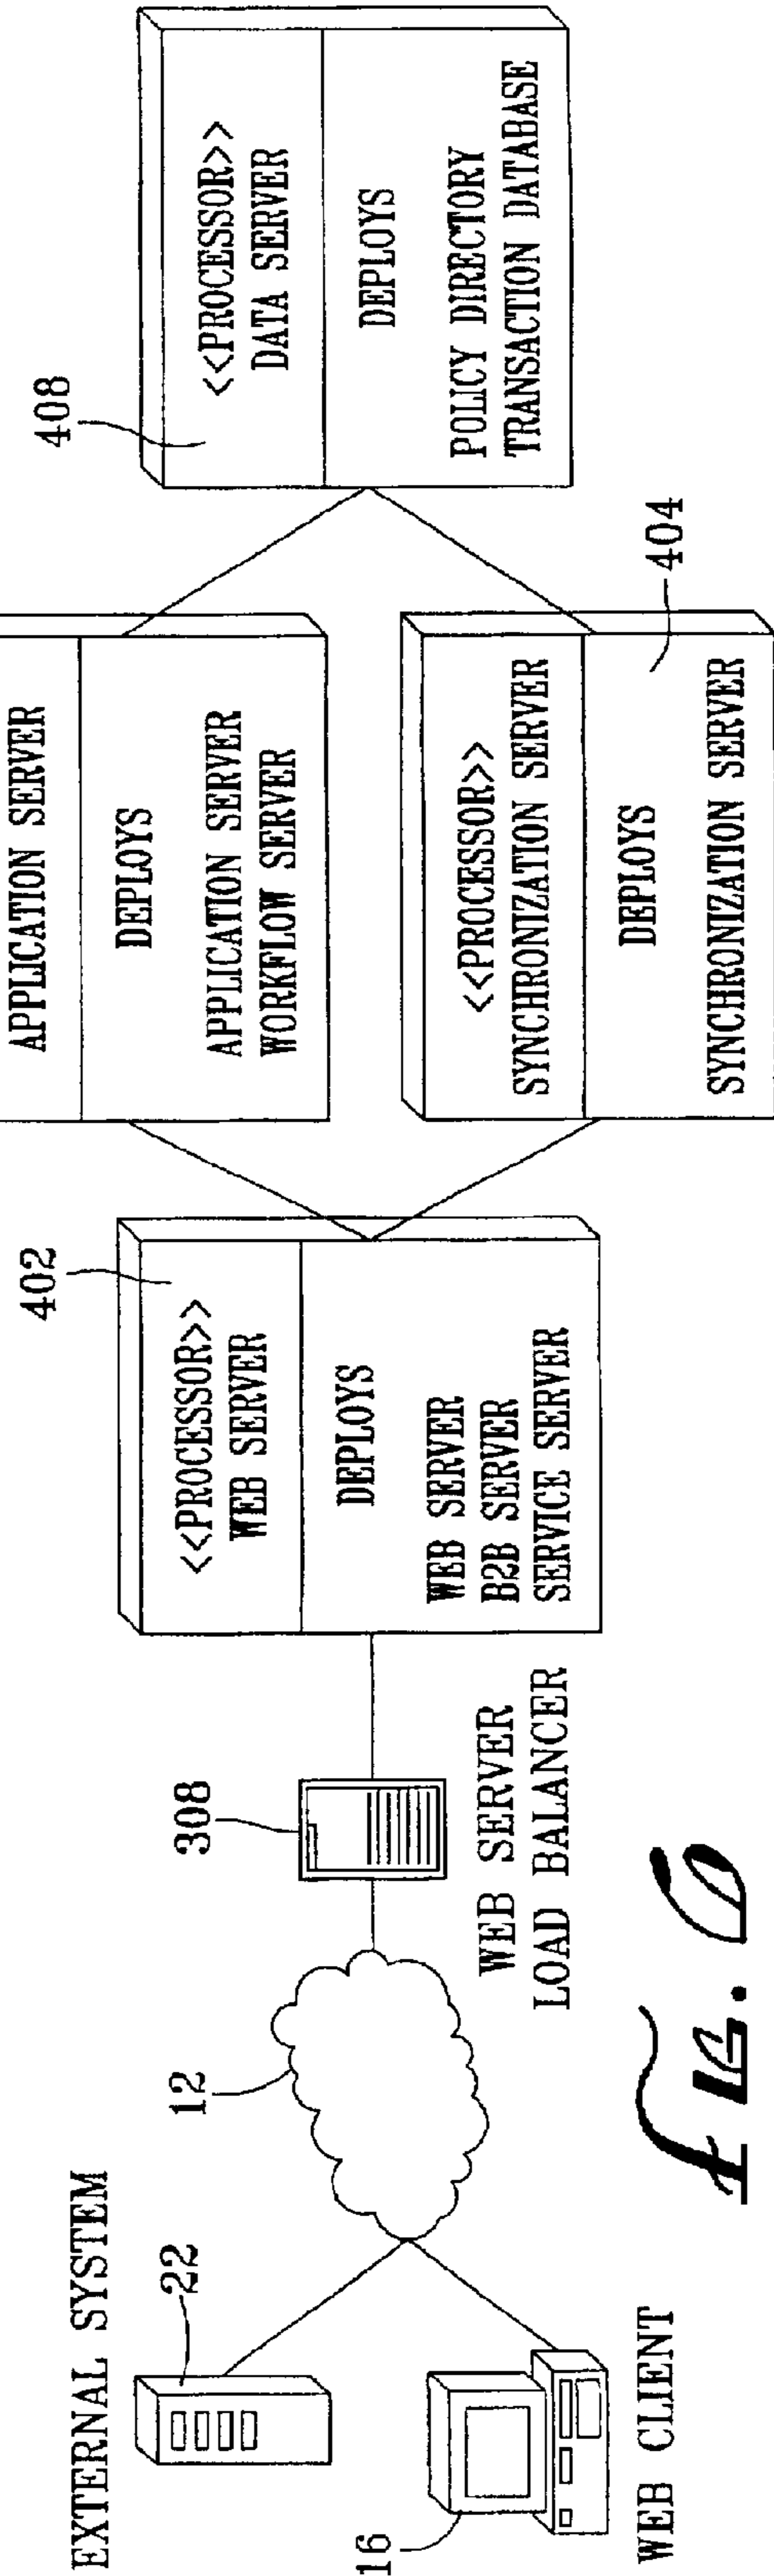 EXTERNAL SYSTEM
22
16
WEB CLIENT
12
308
WEB SERVER
LOAD BALANCER
402
<<PROCESSOR>>
WEB SERVER
DEPLOYS
WEB SERVER
B2B SERVER
SERVICE SERVER
APPLICATION SERVER
DEPLOYS
APPLICATION SERVER
WORKFLOW SERVER
<<PROCESSOR>>
SYNCHRONIZATION SERVER
DEPLOYS
SYNCHRONIZATION SERVER
404
408
<<PROCESSOR>>
DATA SERVER
DEPLOYS
POLICY DIRECTORY
TRANSACTION DATABASE
FIG. 6